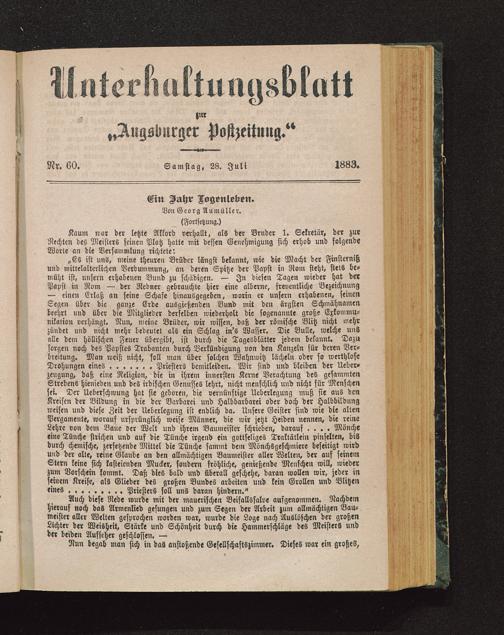 Unterhaltungsblatt
zur
„Augsburger Postzeitung.“
Nr. 60. Samstag, 28. Juli 1883.
Ein Jahr Logenleben.
Von Georg Aumüller.
(Fortsetzung.)
Kaum war der letzte Akkord verhallt, als der Bruder 1. Sekretär, der zur
Rechten des Meisters seinen Platz hatte mit dessen Genehmigung sich erhob und folgende
Worte an die Versammlung richtete:
„Es ist uns, meine theuren Brüder längst bekannt, wie die Macht der Finsterniß
und mittelalterlichen Verdummung, an deren Spitze der Papst in Rom steht, stets be-
müht ist, unsern erhabenen Bund zu schädigen. — In diesen Tagen wieder hat der
Papst in Rom — der Redner gebrauchte hier eine alberne, freventliche Bezeichnung
— einen Erlaß an seine Schafe hinausgegeben, worin er unsern erhabenen, seinen
Segen über die ganze Erde ausgießenden Bund mit den ärgsten Schmähnamen
beehrt und über die Mitglieder derselben wiederholt die sogenannte große Exkommu-
nikation verhängt. Nun, meine Brüder, wir wissen, daß der römische Blitz nicht mehr
zündet und nicht mehr bedeutet als ein Schlag in's Wasser. Die Bulle, welche uns
alle dem höllischen Feuer übergibt, ist durch die Tagesblätter jedem bekannt. Dazu
sorgen noch des Papstes Trabanten durch Verkündigung von den Kanzeln für deren Ver-
breitung. Man weiß nicht, soll man über solchen Wahnwitz lächeln oder so werthlose
Drohungen eines . . . . . . . . Priesters bemitleiden. Wir sind und bleiben der Ueber-
zeugung, daß eine Religion, die in ihrem innersten Kerne Verachtung des gesammten
Strebens hienieden und des irdischen Genusses lehrt, nicht menschlich und nicht für Menschen
sei. Der Ueberschwung hat sie geboren, die vernünftige Ueberlegung muß sie aus den
Kreisen der Bildung in die der Barbarei und Halbbarbarei oder doch der Halbbildung
weisen und diese Zeit der Ueberlegung ist endlich da. Unsere Geister sind wie die alten
Pergamente, worauf ursprünglich weise Männer, die wir jetzt Heiden nennen, die reine
Lehre von dem Baue der Welt und ihrem Baumeister schrieben, darauf . . . . Mönche
eine Tünche strichen und auf die Tünche irgend ein gottseliges Traktätlein pinselten, bis
durch chemische, zersetzende Mittel die Tünche sammt dem Mönchsgeschmiere beseitigt wird
und der alte, reine Glaube an den allmächtigen Baumeister aller Welten, der auf seinem
Stern keine sich kasteienden Mucker, sondern fröhliche, genießende Menschen will, wieder
zum Vorschein kommt. Daß dies bald und überall geschehe, daran wollen wir, jeder in
seinem Kreise, als Glieder des großen Bundes arbeiten und kein Grollen und Blitzen
eines . . . . . . . . . Priesters soll uns daran hindern.“
Auch diese Rede wurde mit der maurerischen Beifallssalve aufgenommen. Nachdem
hierauf noch das Armenlied gesungen und zum Segen der Arbeit zum allmächtigen Bau-
meister aller Welten gesprochen worden war, wurde die Loge nach Auslöschen der großen
Lichter der Weisheit, Stärke und Schönheit durch die Hammerschläge des Meisters und
der beiden Aufseher geschlossen. —
Nun begab man sich in das anstoßende Gesellschaftszimmer. Dieses war ein großes,